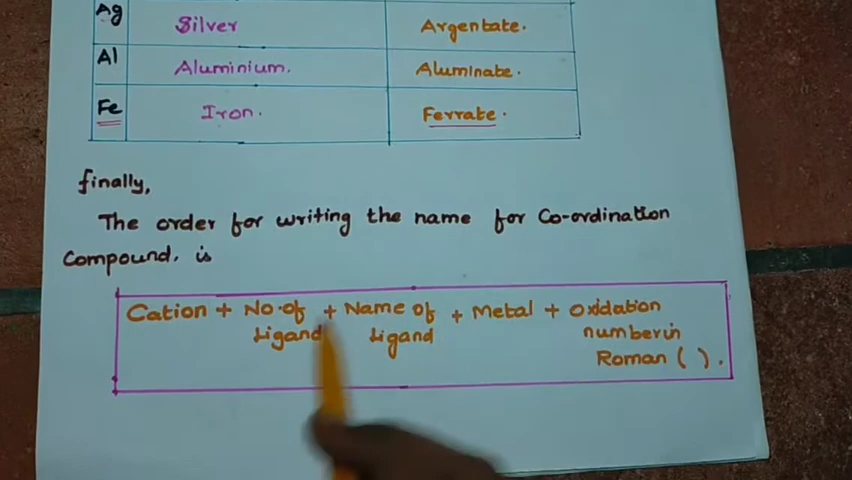 Ag Silver Argentate.
Al Aluminium. Aluminate.
Fe Iron. Ferrate.
finally,
The order for writing the name for Co-ordination
Compound. is
Cation + No. of + Name of + Metal + Oxidation
Ligand Ligand number in
Roman ( ).